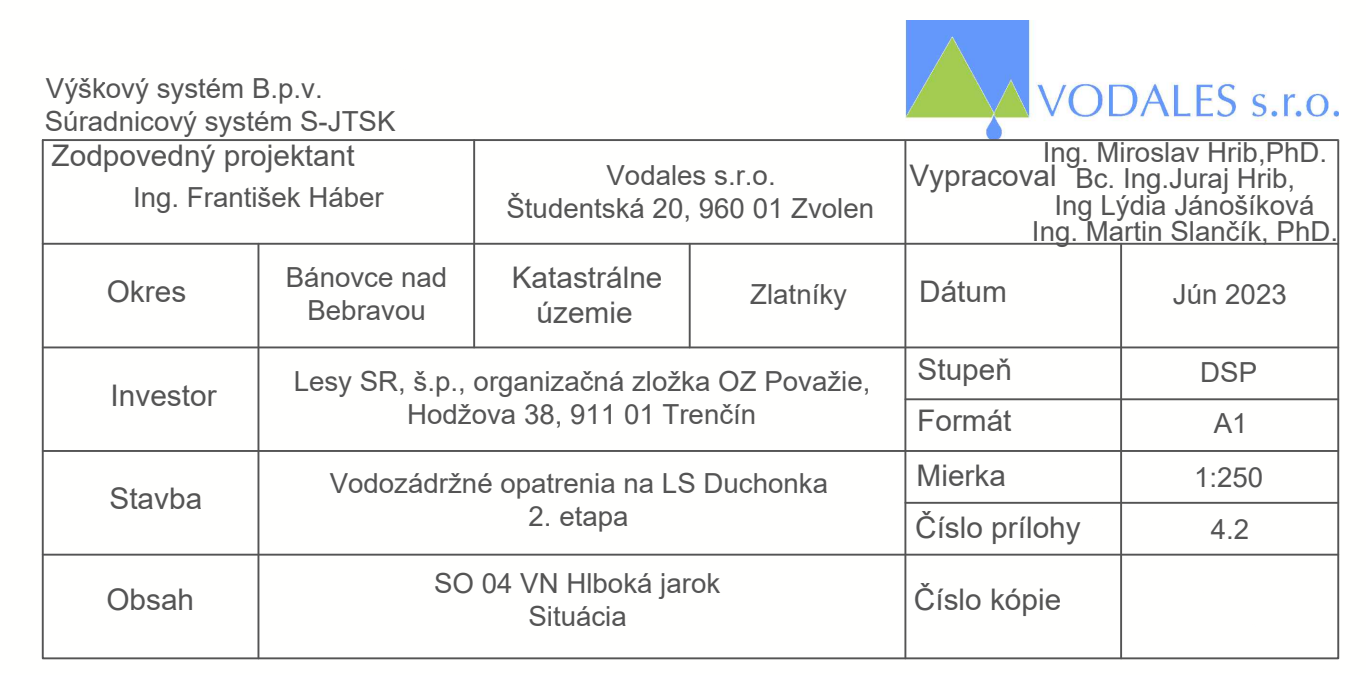 Výškový systém B.p.v.
Súradnicový systém S-JTSK
VODALES s.r.o.
Zodpovedný projektant
Ing. František Háber
Vodales s.r.o.
Študentská 20, 960 01 Zvolen
Vypracoval
Ing. Miroslav Hrib,PhD.
Bc. Ing.Juraj Hrib,
Ing Lýdia Jánošíková
Ing. Martin Slančík, PhD.
Okres
Bánovce nad
Bebravou
Katastrálne
územie
Zlatníky
Dátum
Jún 2023
Investor
Lesy SR, š.p., organizačná zložka OZ Považie,
Hodžova 38, 911 01 Trenčín
Stupeň
DSP
Formát
A1
Stavba
Vodozádržné opatrenia na LS Duchonka
2. etapa
Mierka
1:250
Číslo prílohy
4.2
Obsah
SO 04 VN Hlboká jarok
Situácia
Číslo kópie